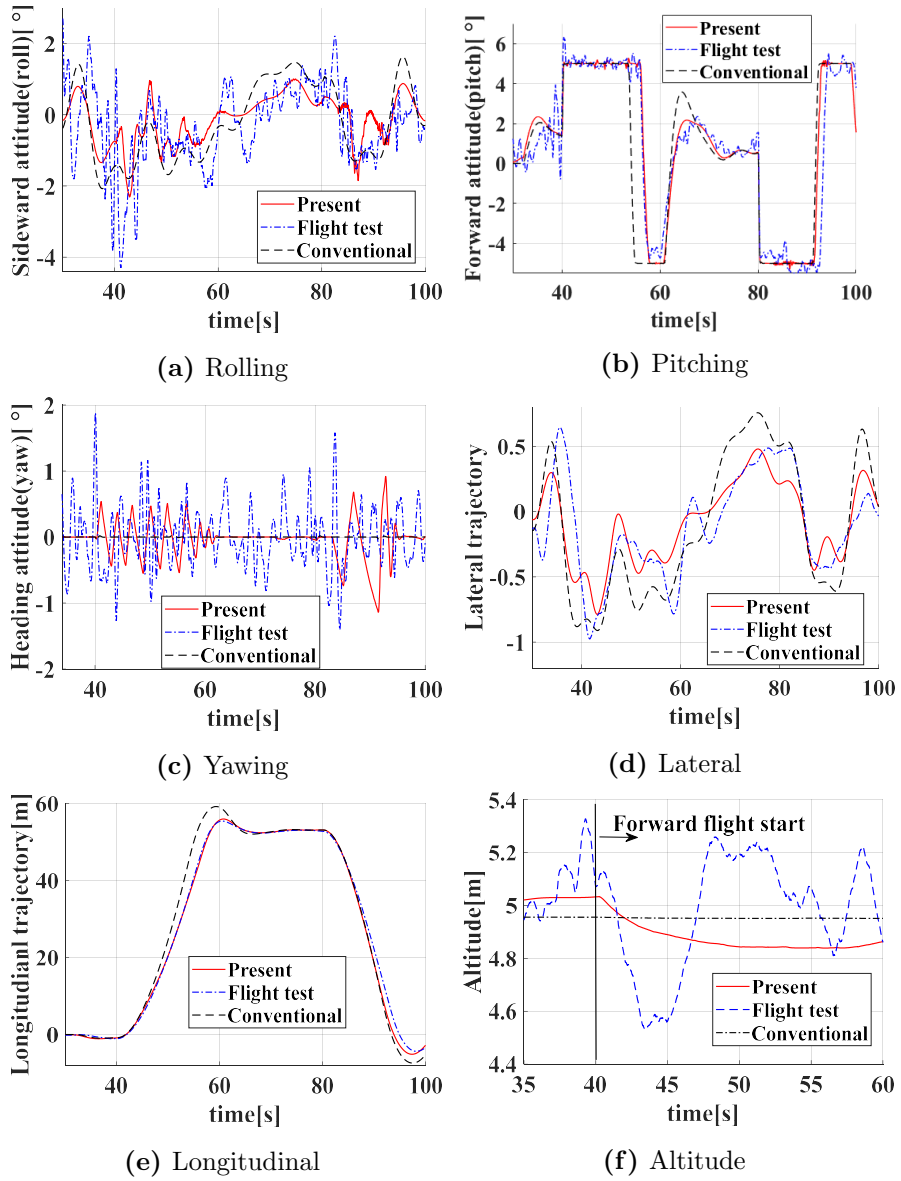 Sideward attitude(roll)[ °]
2
0
-2
-4
40
60
80
100
time[s]
Present
Flight test
Conventional
(a) Rolling
Forward attitude(pitch)[ °]
6
4
2
0
-2
-4
40
60
80
100
time[s]
Present
Flight test
Conventional
(b) Pitching
Heading attitude(yaw)[ °]
2
1
0
-1
-2
40
60
80
100
time[s]
Present
Flight test
Conventional
(c) Yawing
Lateral trajectory
0.5
0
-0.5
-1
40
60
80
100
time[s]
Present
Flight test
Conventional
(d) Lateral
Longitudian trajectory[m]
60
40
20
0
40
60
80
100
time[s]
Present
Flight test
Conventional
(e) Longitudinal
Altitude[m]
5.4
5.2
5
4.8
4.6
4.4
35
40
45
50
55
60
time[s]
Forward flight start
Present
Flight test
Conventional
(f) Altitude